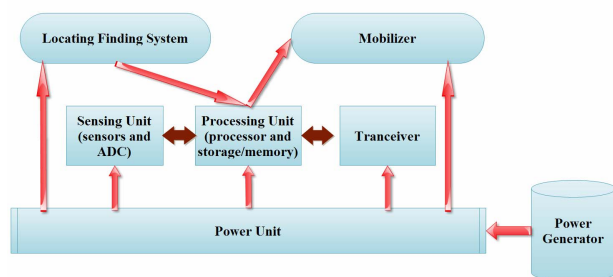 Locating Finding System
Mobilizer
Sensing Unit
(sensors and
ADC)
Processing Unit
(processor and
storage/memory)
Tranceiver
Power Unit
Power
Generator